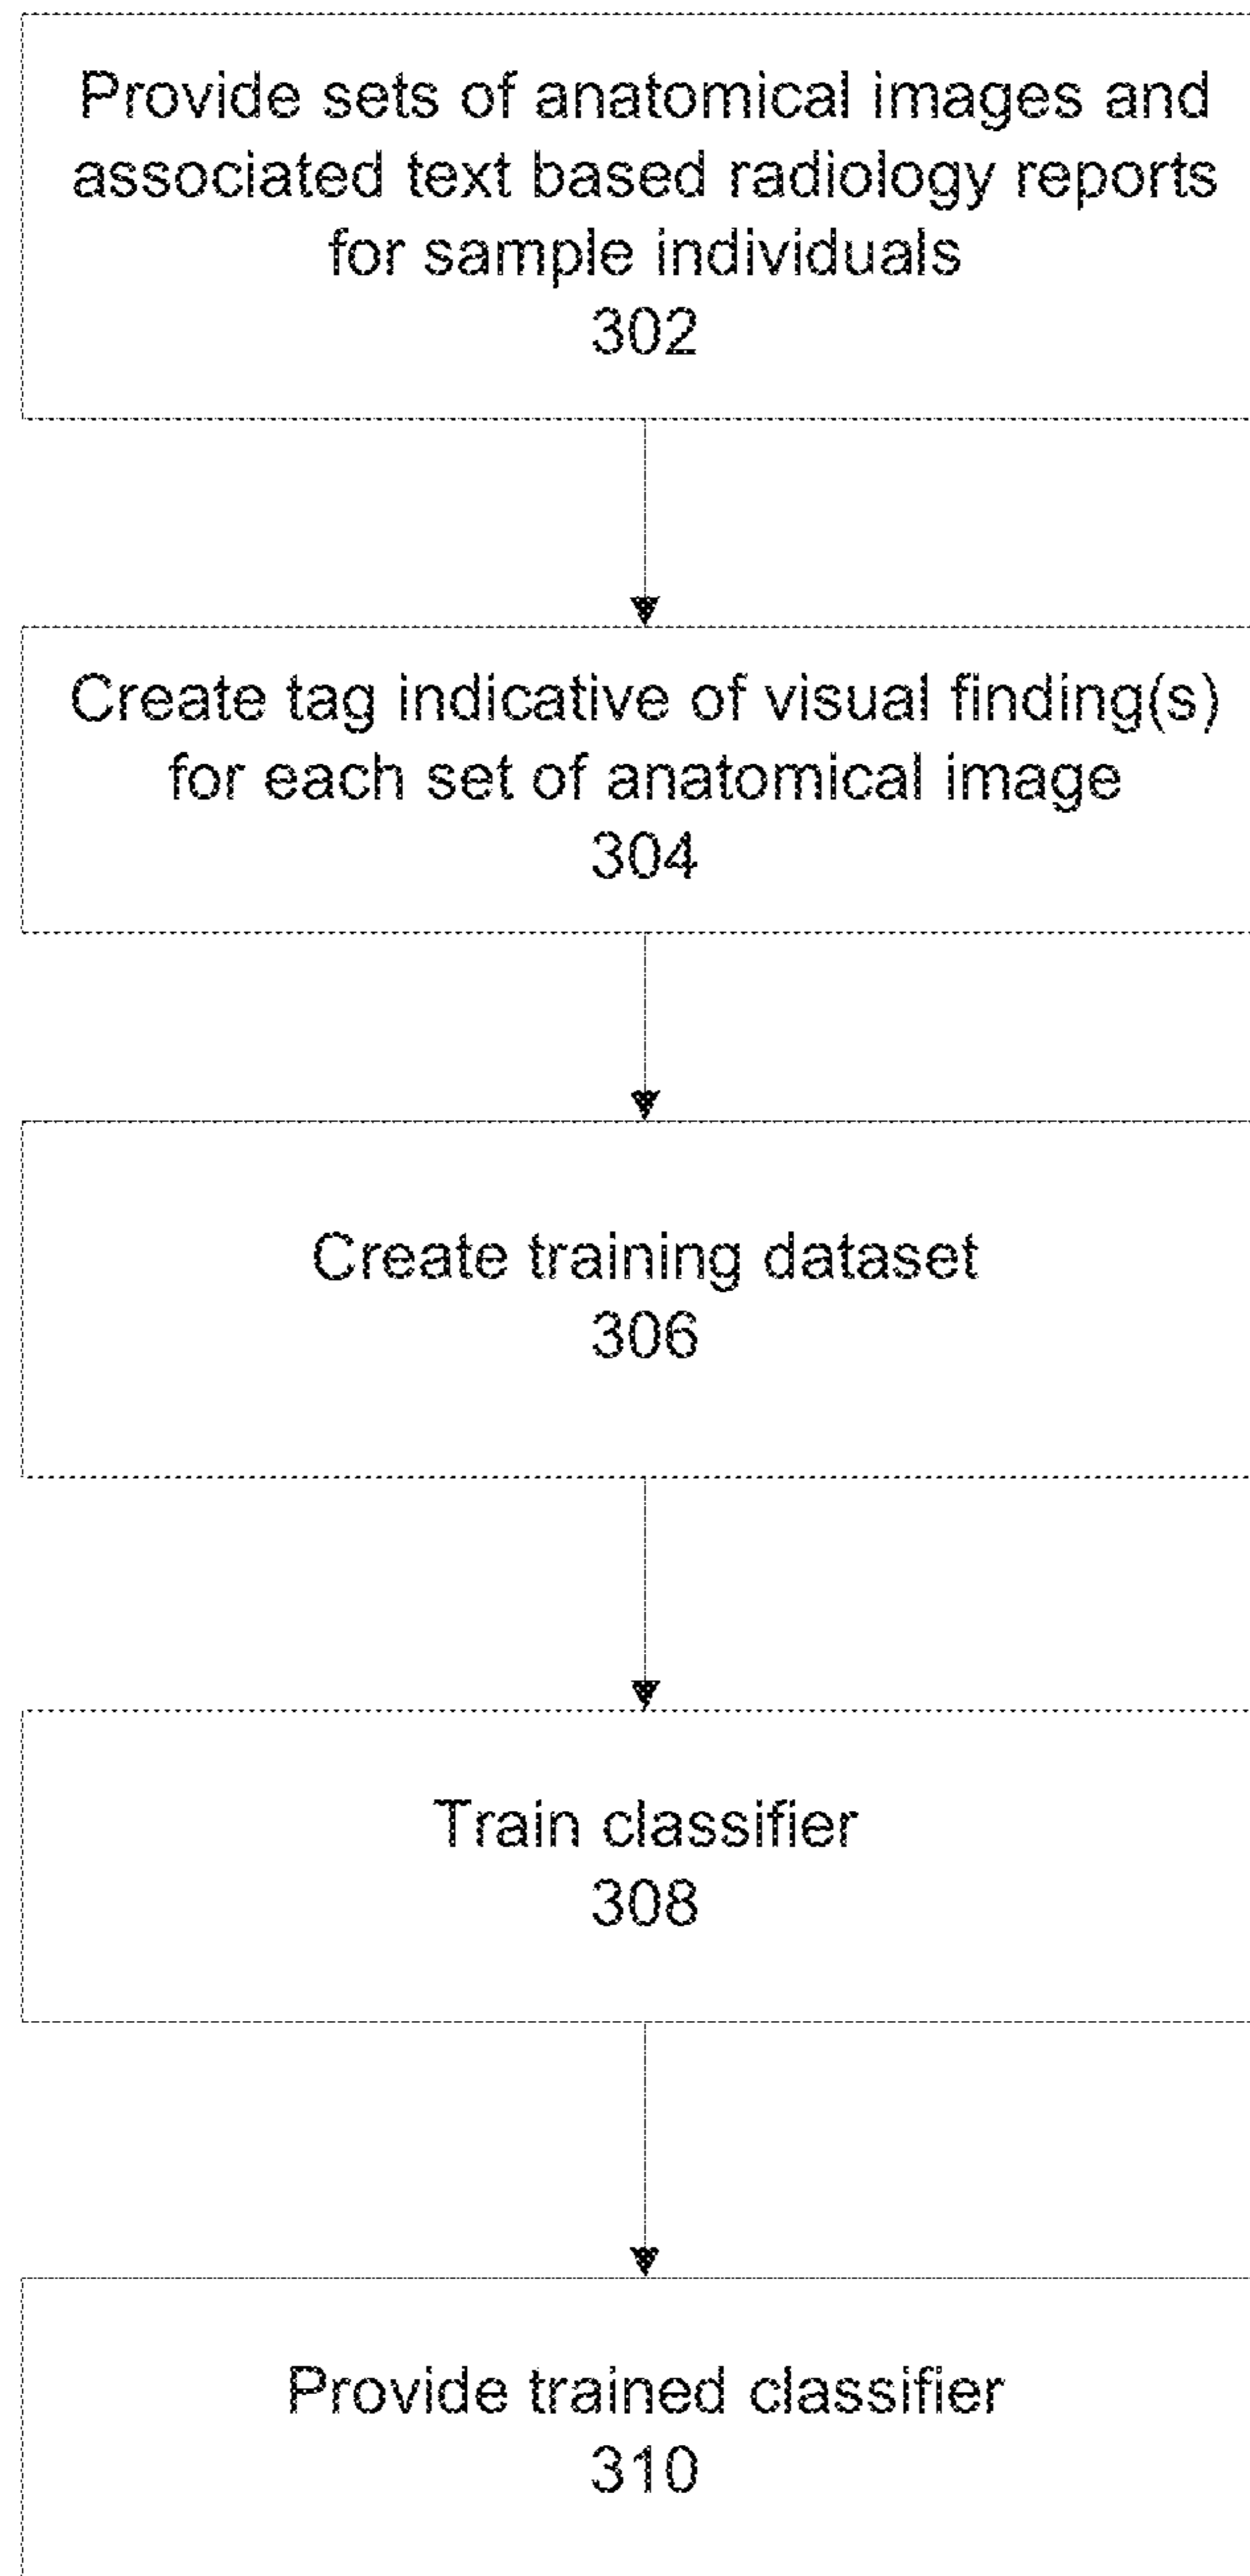 Provide sets of anatomical images and
associated text based radiology reports
for sample individuals
302
Create tag indicative of visual finding(s)
for each set of anatomical image
304
Create training dataset
306
Train classifier
308
Provide trained classifier
310